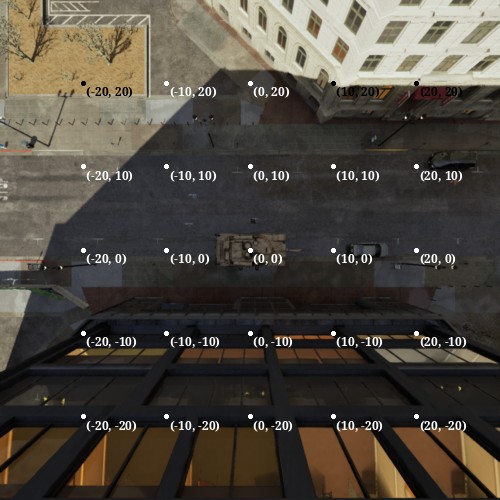 (-20, 20) (-10, 20) (0, 20) (10, 20) (20, 20)
(-20, 10) (-10, 10) (0, 10) (10, 10) (20, 10)
(-20, 0) (-10, 0) (0, 0) (10, 0) (20, 0)
(-20, -10) (-10, -10) (0, -10) (10, -10) (20, -10)
(-20, -20) (-10, -20) (0, -20) (10, -20) (20, -20)